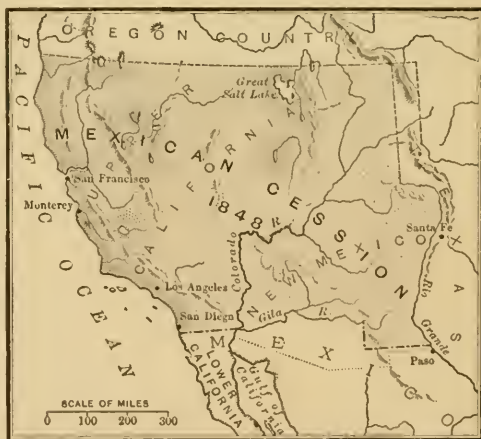 OREGON COUNTRY
PACIFIC OCEAN
Great
Salt Lake
MEXICAN CESSION
1848
UPPER CALIFORNIA
San Francisco
Monterey
Santa Fe
NEW MEXICO
TEXAS
Colorado R
Los Angeles
San Diego
Gila R.
Rio Grande
MEXICO
Paso
LOWER
CALIFORNIA
Gulf of
California
SCALE OF MILES
0 100 200 300